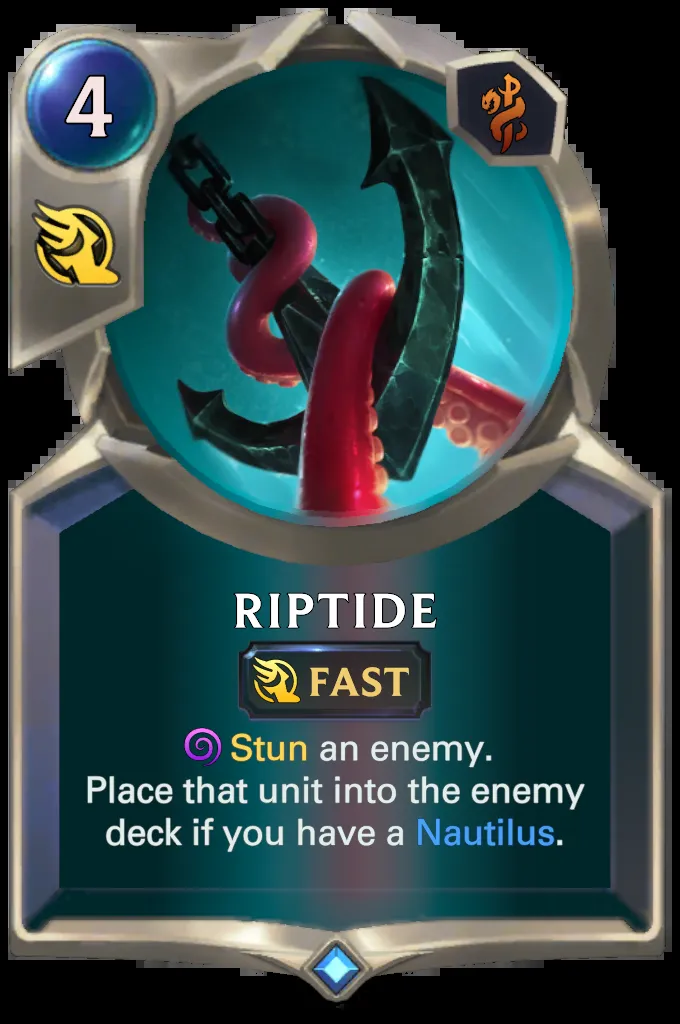 4
RIPTIDE
FAST
Stun an enemy.
Place that unit into the enemy
deck if you have a Nautilus.